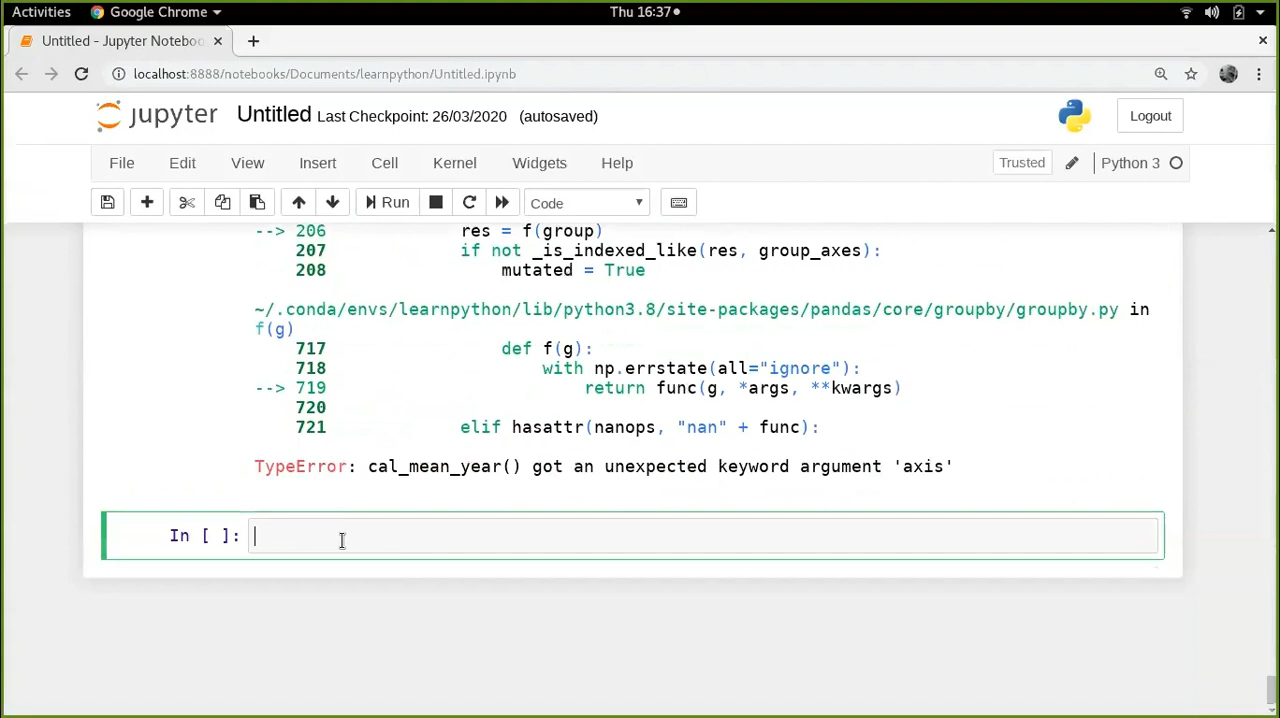 Activities Google Chrome Thu 16:37
Untitled - Jupyter Noteboo
localhost:8888/notebooks/Documents/learnpython/Untitled.ipynb
jupyter Untitled Last Checkpoint: 26/03/2020 (autosaved) Logout
File Edit View Insert Cell Kernel Widgets Help Trusted Python 3
Run Code
--> 206 res = f(group)
207 if not _is_indexed_like(res, group_axes):
208 mutated = True
~/.conda/envs/learnpython/lib/python3.8/site-packages/pandas/core/groupby/groupby.py in
f(g)
717 def f(g):
718 with np.errstate(all="ignore"):
--> 719 return func(g, *args, **kwargs)
720
721 elif hasattr(nanops, "nan" + func):
TypeError: cal_mean_year() got an unexpected keyword argument 'axis'
In [ ]: